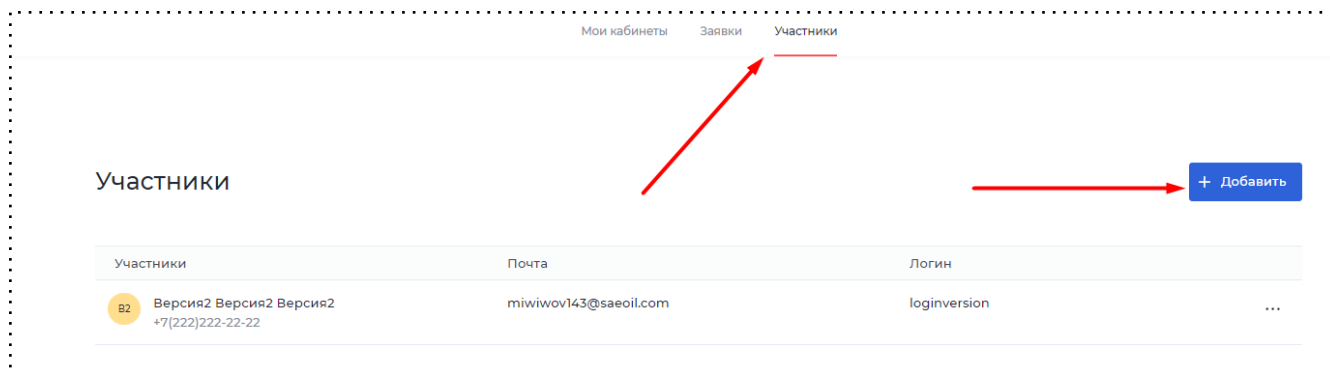 Мои кабинеты Заявки Участники
Участники
+ Добавить
Участники Почта Логин
В2 Версия2 Версия2 Версия2 miwiwov143@saeoil.com loginversion ...
+7(222)222-22-22